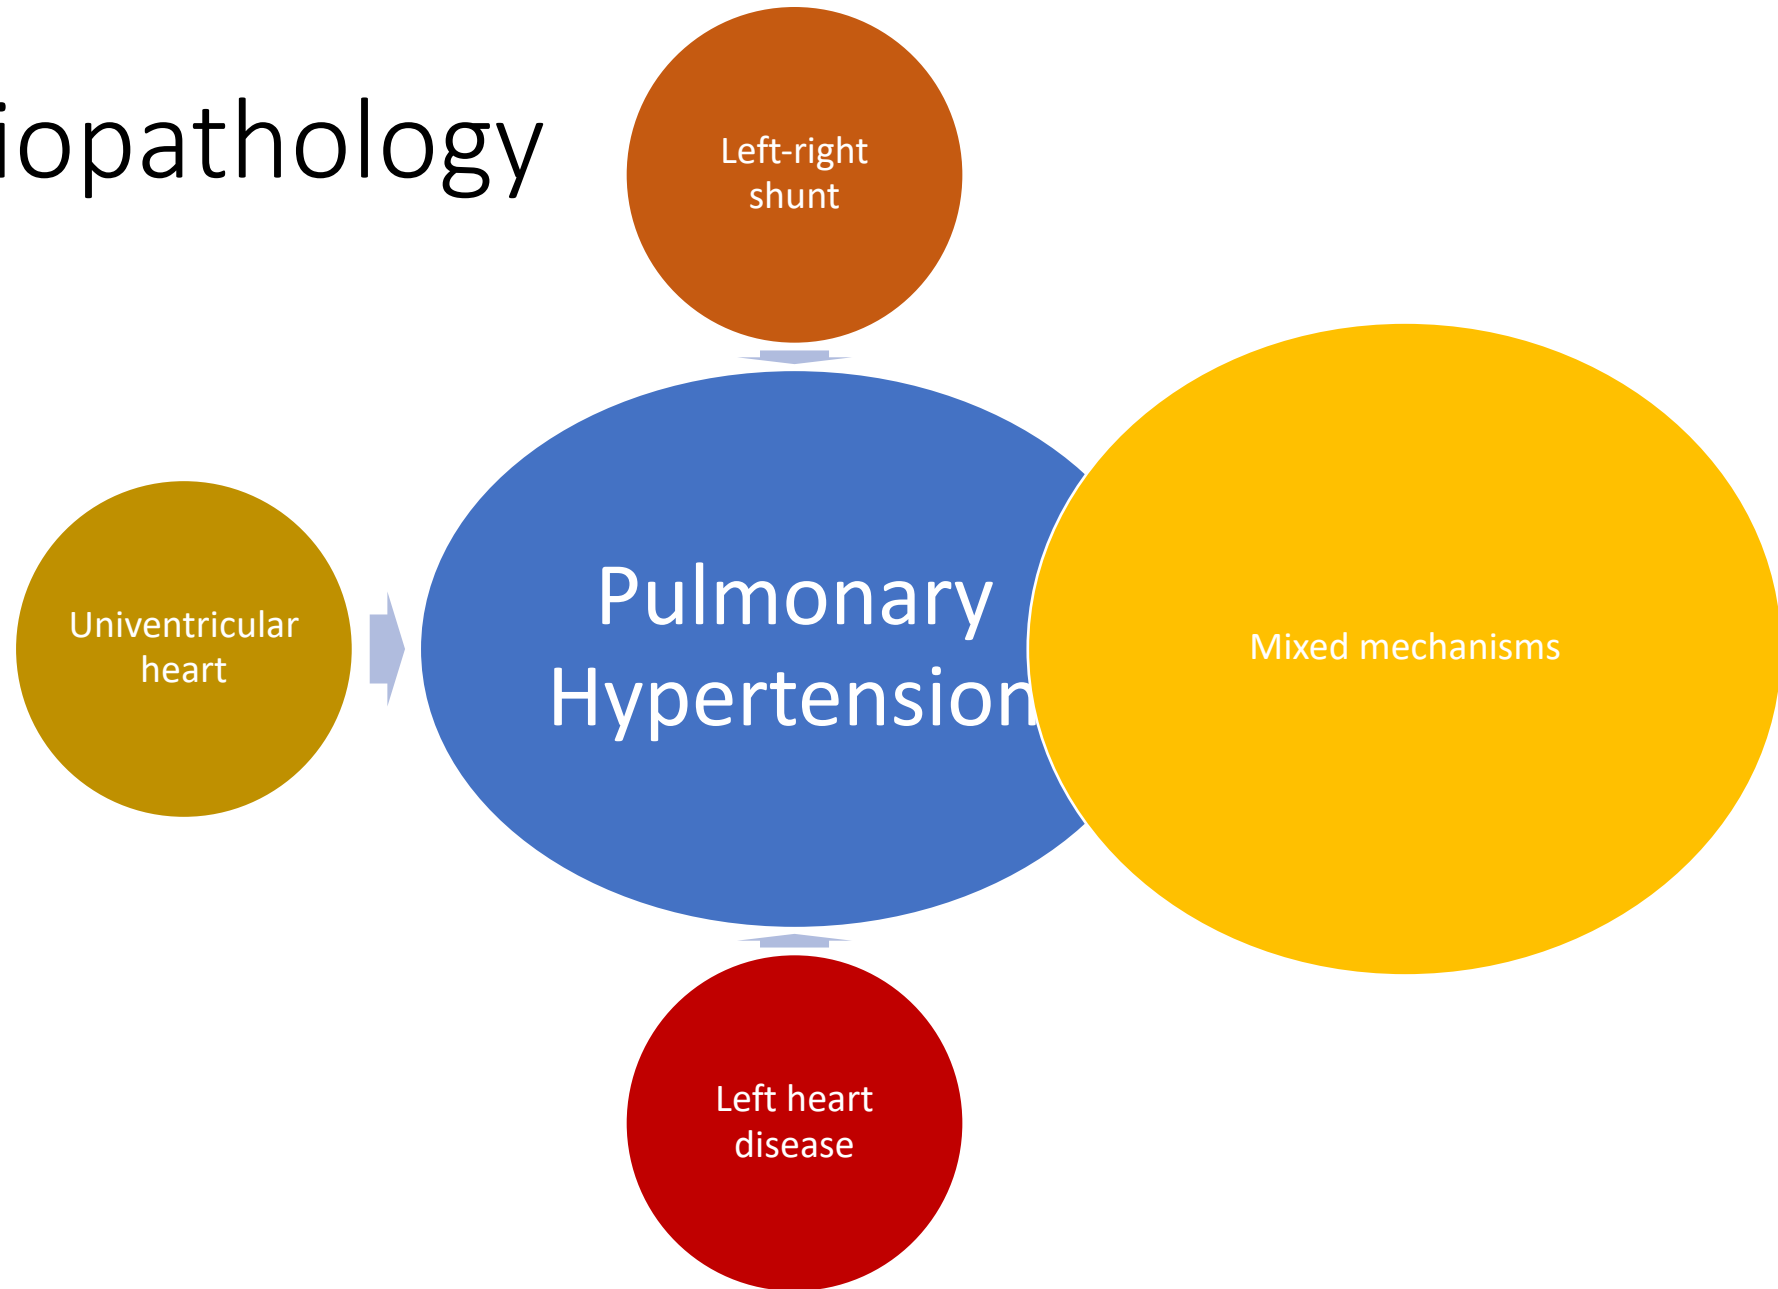 iopathology
Left-right
shunt
Univentricular
heart
Pulmonary
Hypertension
Mixed mechanisms
Left heart
disease